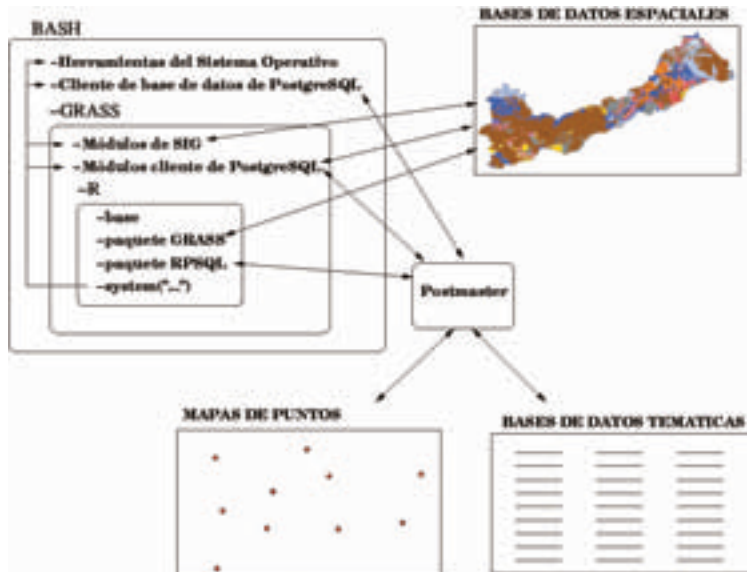 BASH
-Herramientas del Sistema Operativo
-Cliente de base de datos de PostgreSQL
-GRASS
-Módulos de SIG
-Módulos cliente de PostgreSQL
-R
-base
-paquete GRASS
-paquete RPSQL
-system("...")
BASES DE DATOS ESPACIALES
Postmaster
MAPAS DE PUNTOS
BASES DE DATOS TEMATICAS